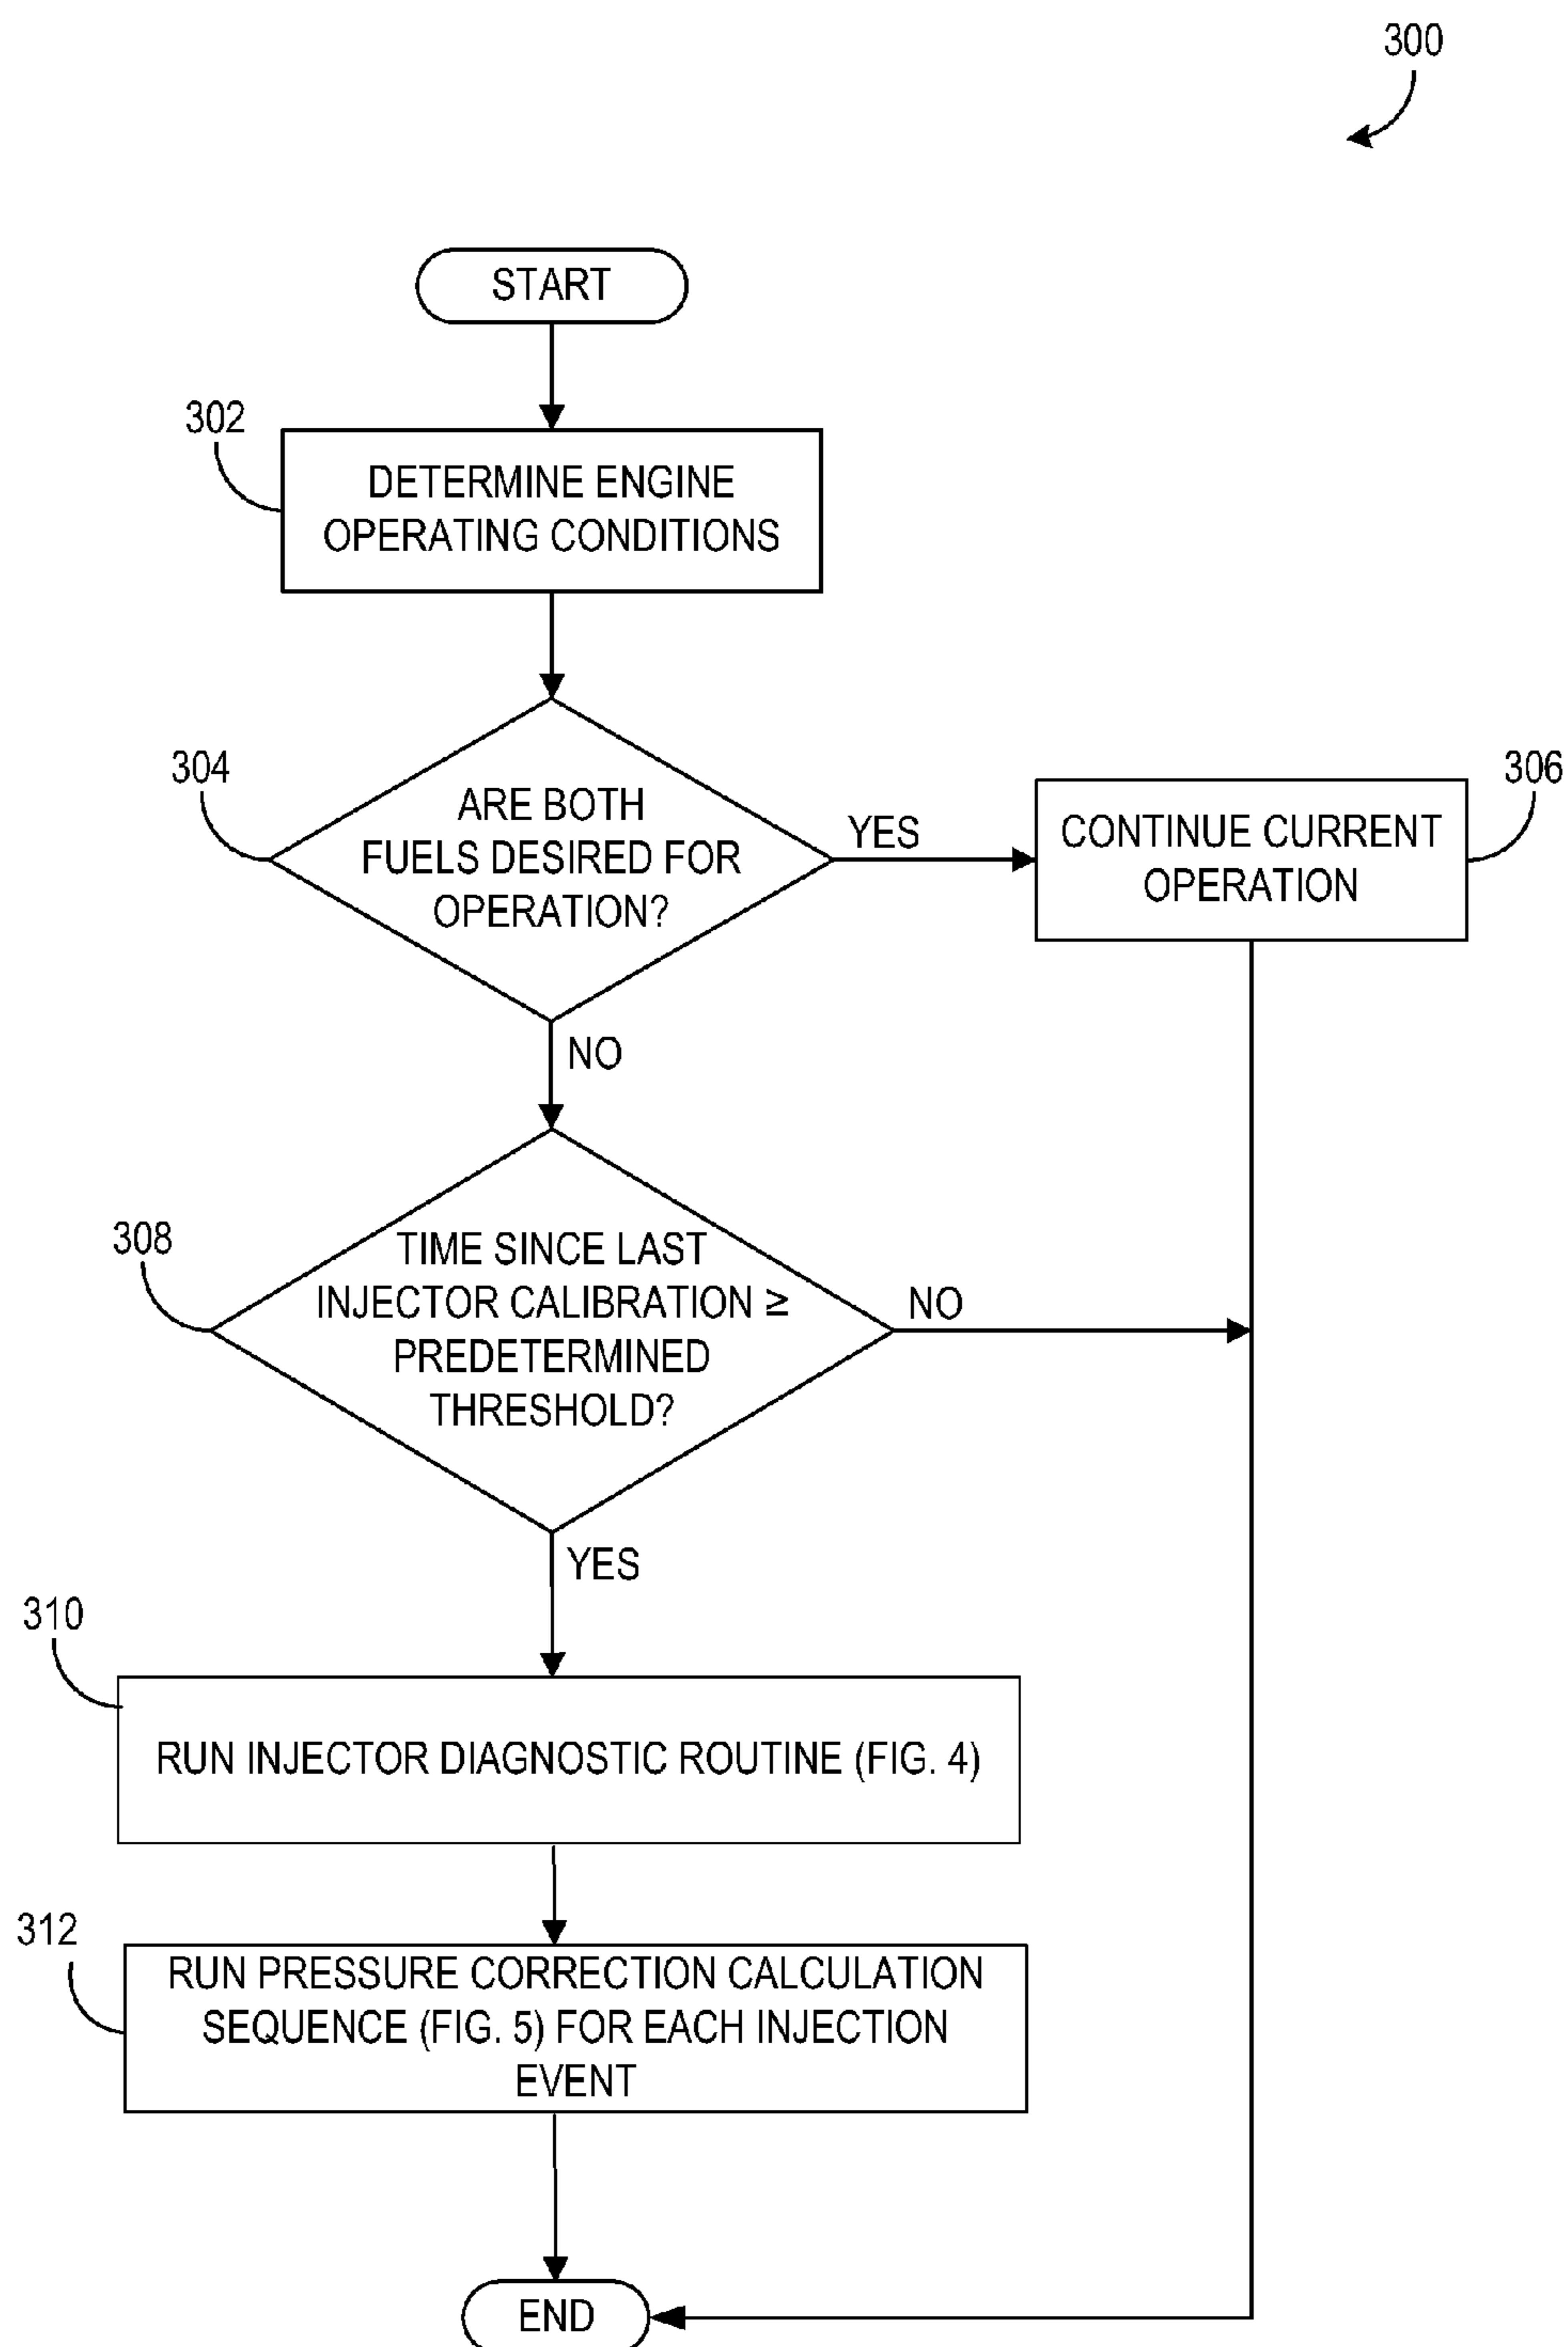 300
START
302
DETERMINE ENGINE
OPERATING CONDITIONS
304
ARE BOTH
FUELS DESIRED FOR
OPERATION?
YES
306
CONTINUE CURRENT
OPERATION
NO
308
TIME SINCE LAST
INJECTOR CALIBRATION ≥
PREDETERMINED
THRESHOLD?
NO
YES
310
RUN INJECTOR DIAGNOSTIC ROUTINE (FIG. 4)
312
RUN PRESSURE CORRECTION CALCULATION
SEQUENCE (FIG. 5) FOR EACH INJECTION
EVENT
END